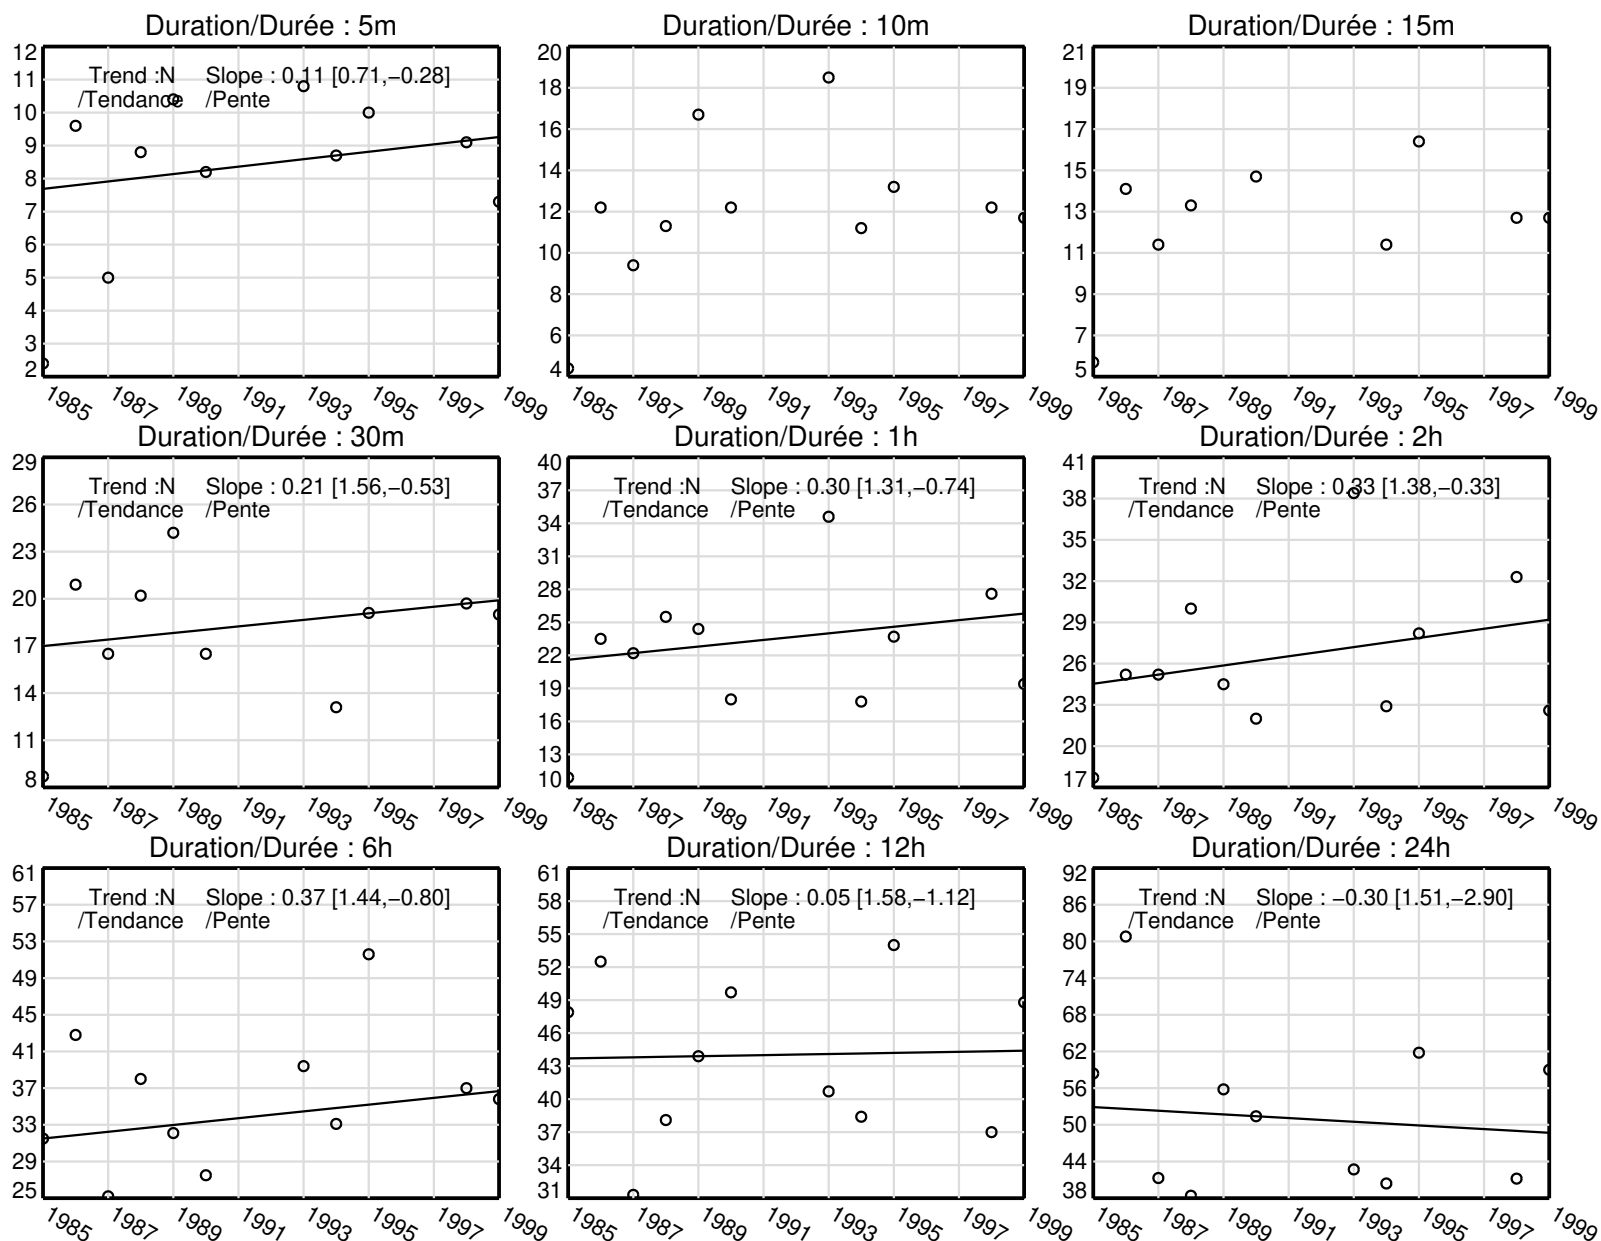 Duration/Durée : 5m
12
11
10
9
8
7
6
5
4
3
2
Trend :N Slope : 0.11 [0.71,−0.28]
/Tendance /Pente
1985 1987 1989 1991 1993 1995 1997 1999
Duration/Durée : 10m
20
18
16
14
12
10
8
6
4
1985 1987 1989 1991 1993 1995 1997 1999
Duration/Durée : 15m
21
19
17
15
13
11
9
7
5
1985 1987 1989 1991 1993 1995 1997 1999
Duration/Durée : 30m
29
26
23
20
17
14
11
8
Trend :N Slope : 0.21 [1.56,−0.53]
/Tendance /Pente
1985 1987 1989 1991 1993 1995 1997 1999
Duration/Durée : 1h
40
37
34
31
28
25
22
19
16
13
10
Trend :N Slope : 0.30 [1.31,−0.74]
/Tendance /Pente
1985 1987 1989 1991 1993 1995 1997 1999
Duration/Durée : 2h
41
38
35
32
29
26
23
20
17
Trend :N Slope : 0.33 [1.38,−0.33]
/Tendance /Pente
1985 1987 1989 1991 1993 1995 1997 1999
Duration/Durée : 6h
61
57
53
49
45
41
37
33
29
25
Trend :N Slope : 0.37 [1.44,−0.80]
/Tendance /Pente
1985 1987 1989 1991 1993 1995 1997 1999
Duration/Durée : 12h
61
58
55
52
49
46
43
40
37
34
31
Trend :N Slope : 0.05 [1.58,−1.12]
/Tendance /Pente
1985 1987 1989 1991 1993 1995 1997 1999
Duration/Durée : 24h
92
86
80
74
68
62
56
50
44
38
Trend :N Slope : −0.30 [1.51,−2.90]
/Tendance /Pente
1985 1987 1989 1991 1993 1995 1997 1999